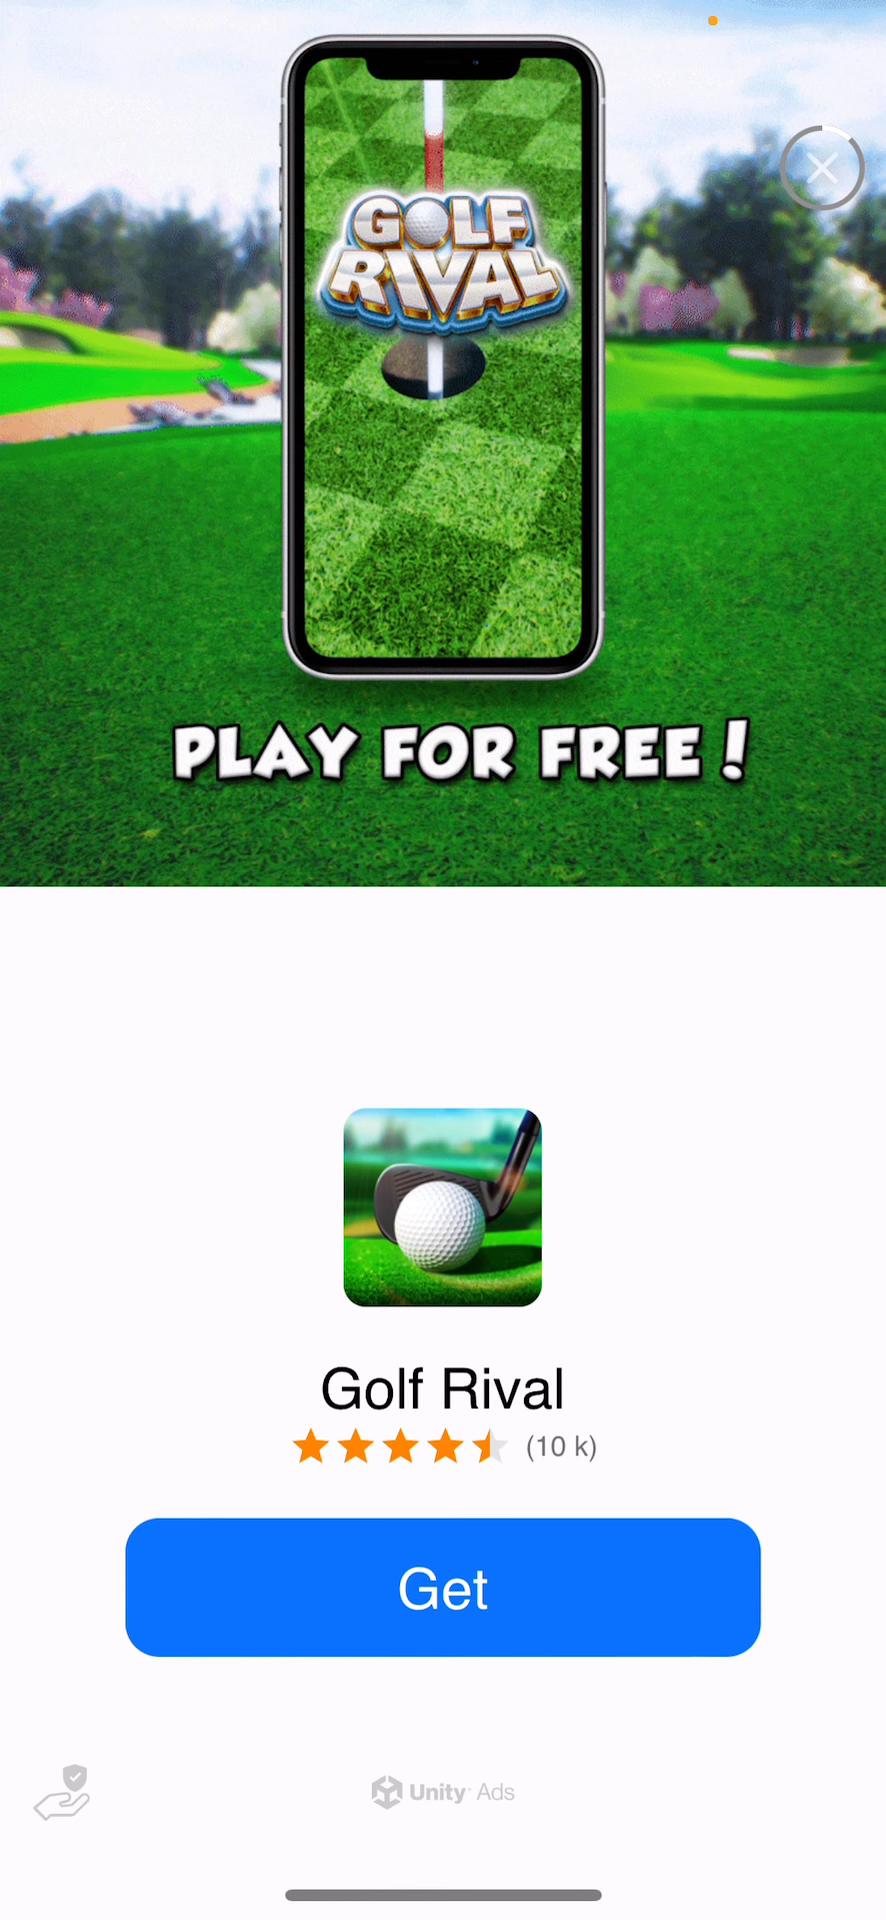 GOLF
RIVAL
PLAY FOR FREE!
Golf Rival
(10 k)
Get
Unity Ads